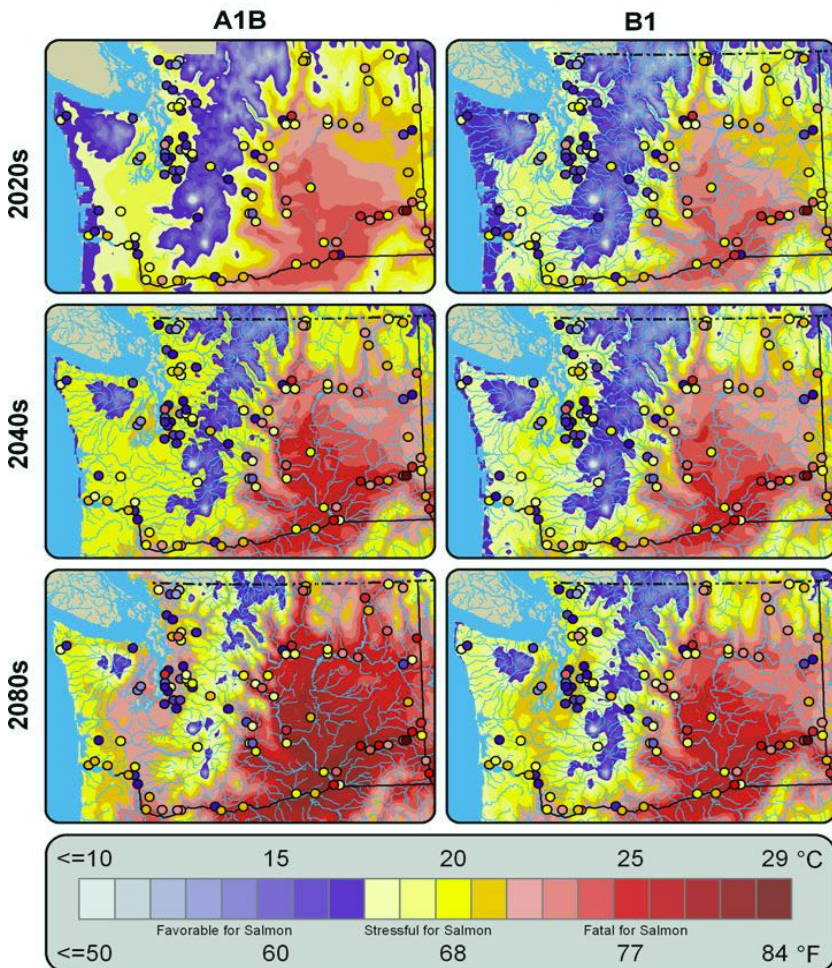 A1B B1
2020s
2040s
2080s
<=10 15 20 25 29 °C
Favorable for Salmon Stressful for Salmon Fatal for Salmon
<=50 60 68 77 84 °F